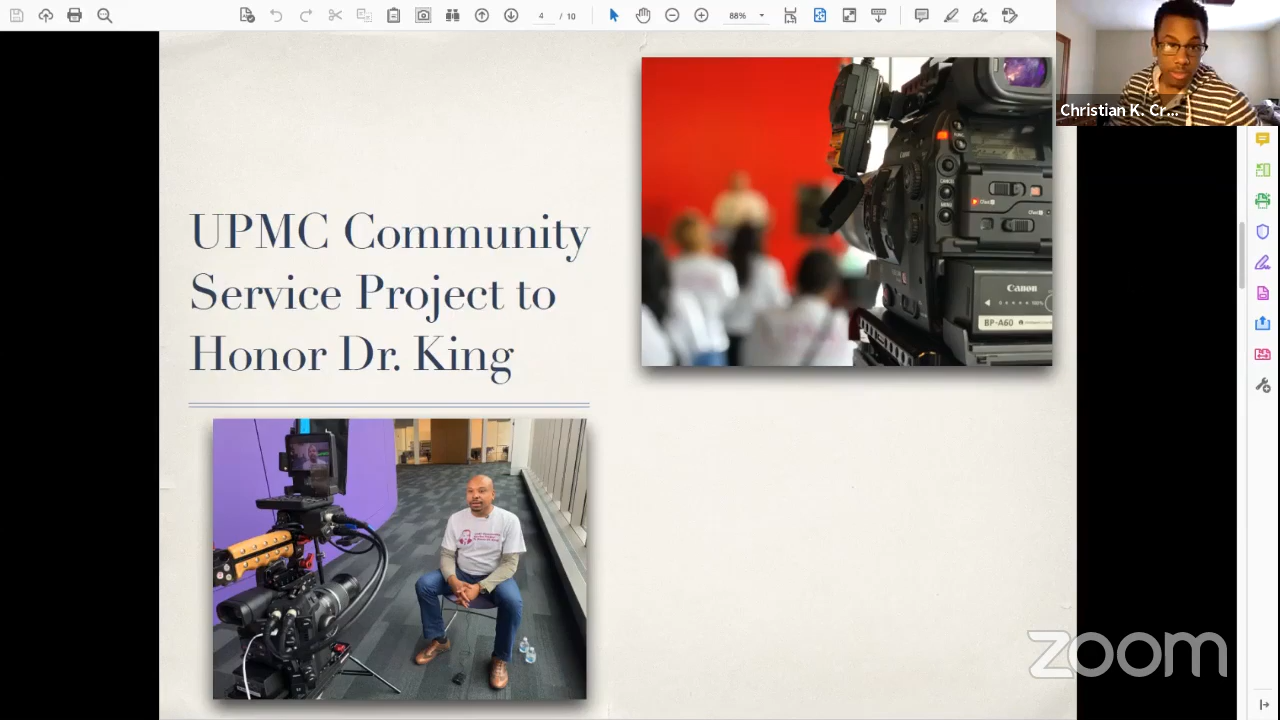 4 / 10
88%
Christian K. Cr...
UPMC Community
Service Project to
Honor Dr. King
Canon
BP-A60
zoom